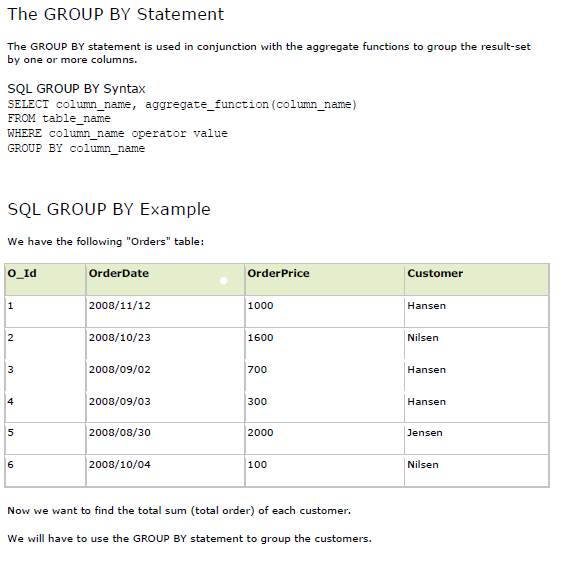 The GROUP BY Statement
The GROUP BY statement is used in conjunction with the aggregate functions to group the result-set
by one or more columns.
SQL GROUP BY Syntax
SELECT column_name, aggregate_function(column_name)
FROM table_name
WHERE column_name operator value
GROUP BY column_name
SQL GROUP BY Example
We have the following "Orders" table:
O_Id OrderDate OrderPrice Customer
1 2008/11/12 1000 Hansen
2 2008/10/23 1600 Nilsen
3 2008/09/02 700 Hansen
4 2008/09/03 300 Hansen
5 2008/08/30 2000 Jensen
6 2008/10/04 100 Nilsen
Now we want to find the total sum (total order) of each customer.
We will have to use the GROUP BY statement to group the customers.